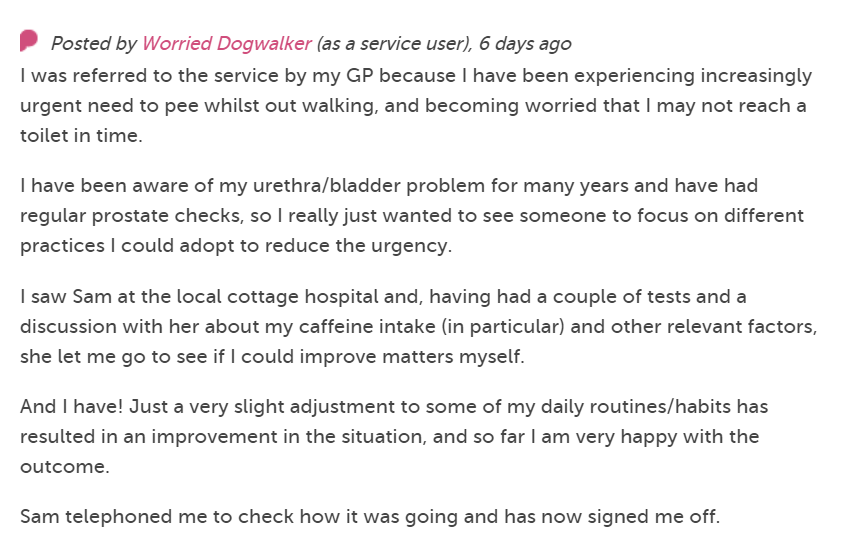 Posted by Worried Dogwalker (as a service user), 6 days ago
I was referred to the service by my GP because I have been experiencing increasingly
urgent need to pee whilst out walking, and becoming worried that I may not reach a
toilet in time.
I have been aware of my urethra/bladder problem for many years and have had
regular prostate checks, so I really just wanted to see someone to focus on different
practices I could adopt to reduce the urgency.
I saw Sam at the local cottage hospital and, having had a couple of tests and a
discussion with her about my caffeine intake (in particular) and other relevant factors,
she let me go to see if I could improve matters myself.
And I have! Just a very slight adjustment to some of my daily routines/habits has
resulted in an improvement in the situation, and so far I am very happy with the
outcome.
Sam telephoned me to check how it was going and has now signed me off.